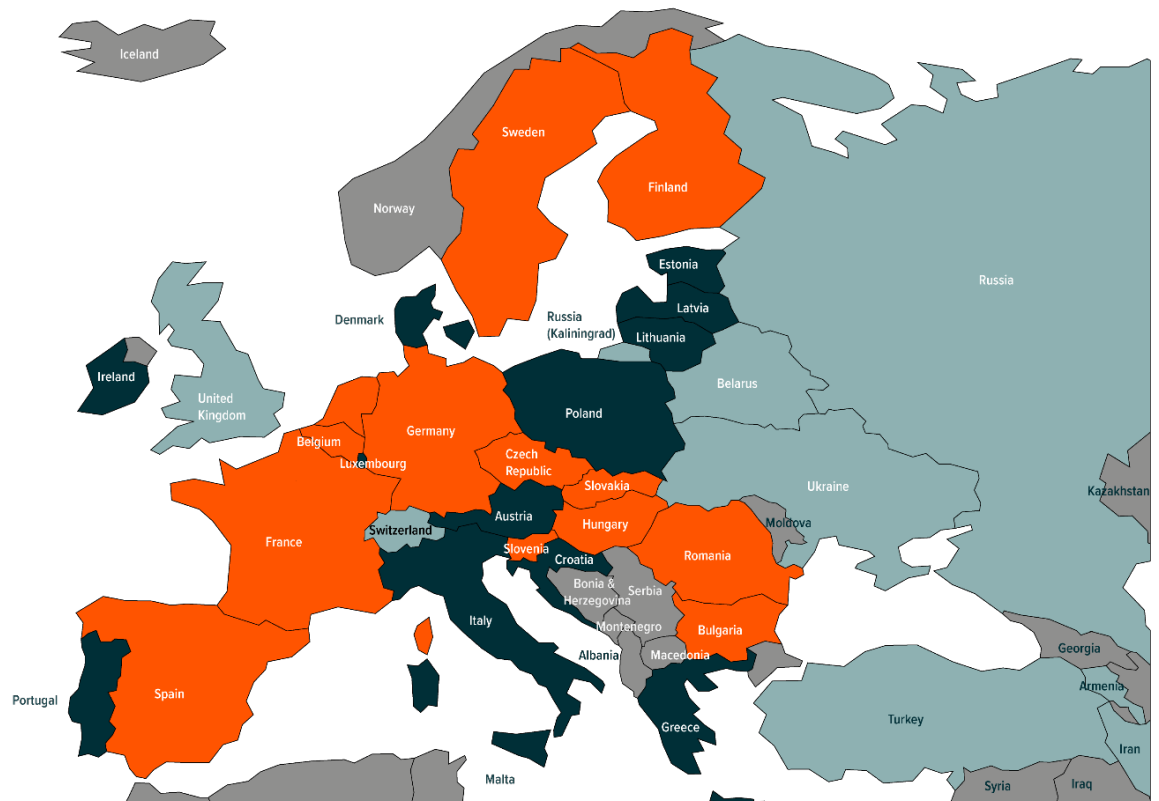 Iceland
Sweden
Finland
Norway
Estonia
Russia
Latvia
Denmark
Russia
(Kaliningrad)
Lithuania
Ireland
Belarus
United
Kingdom
Poland
Germany
Belgium
Czech
Republic
Luxembourg
Slovakia
Ukraine
Kazakhstan
Austria
Hungary
Moldova
Switzerland
France
Slovenia
Croatia
Romania
Bonia &
Herzegovina
Serbia
Italy
Montenegro
Bulgaria
Albania
Macedonia
Georgia
Armenia
Spain
Portugal
Greece
Turkey
Iran
Malta
Syria
Iraq